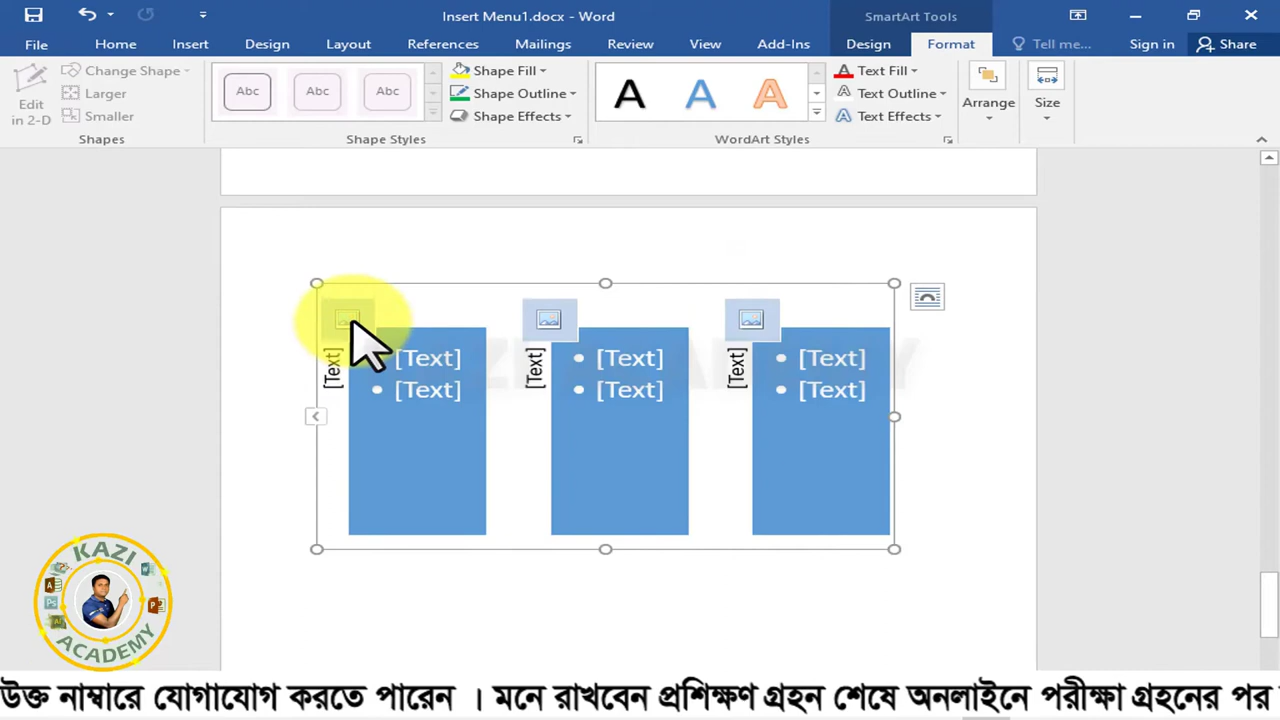 Insert Menu1.docx - Word
SmartArt Tools
File Home Insert Design Layout References Mailings Review View Add-Ins Design Format Tell me... Sign in Share
Edit in 2-D
Change Shape
Larger
Smaller
Shapes
Abc Abc Abc
Shape Fill
Shape Outline
Shape Effects
Shape Styles
A A A
Text Fill
Text Outline
Text Effects
WordArt Styles
Arrange
Size
[Text]
[Text]
• [Text]
[Text]
• [Text]
• [Text]
[Text]
• [Text]
• [Text]
KAZI
ACADEMY
উক্ত নাম্বারে যোগাযোগ করতে পারেন । মনে রাখবেন প্রশিক্ষণ গ্রহন শেষে অনলাইনে পরীক্ষা গ্রহনের পর